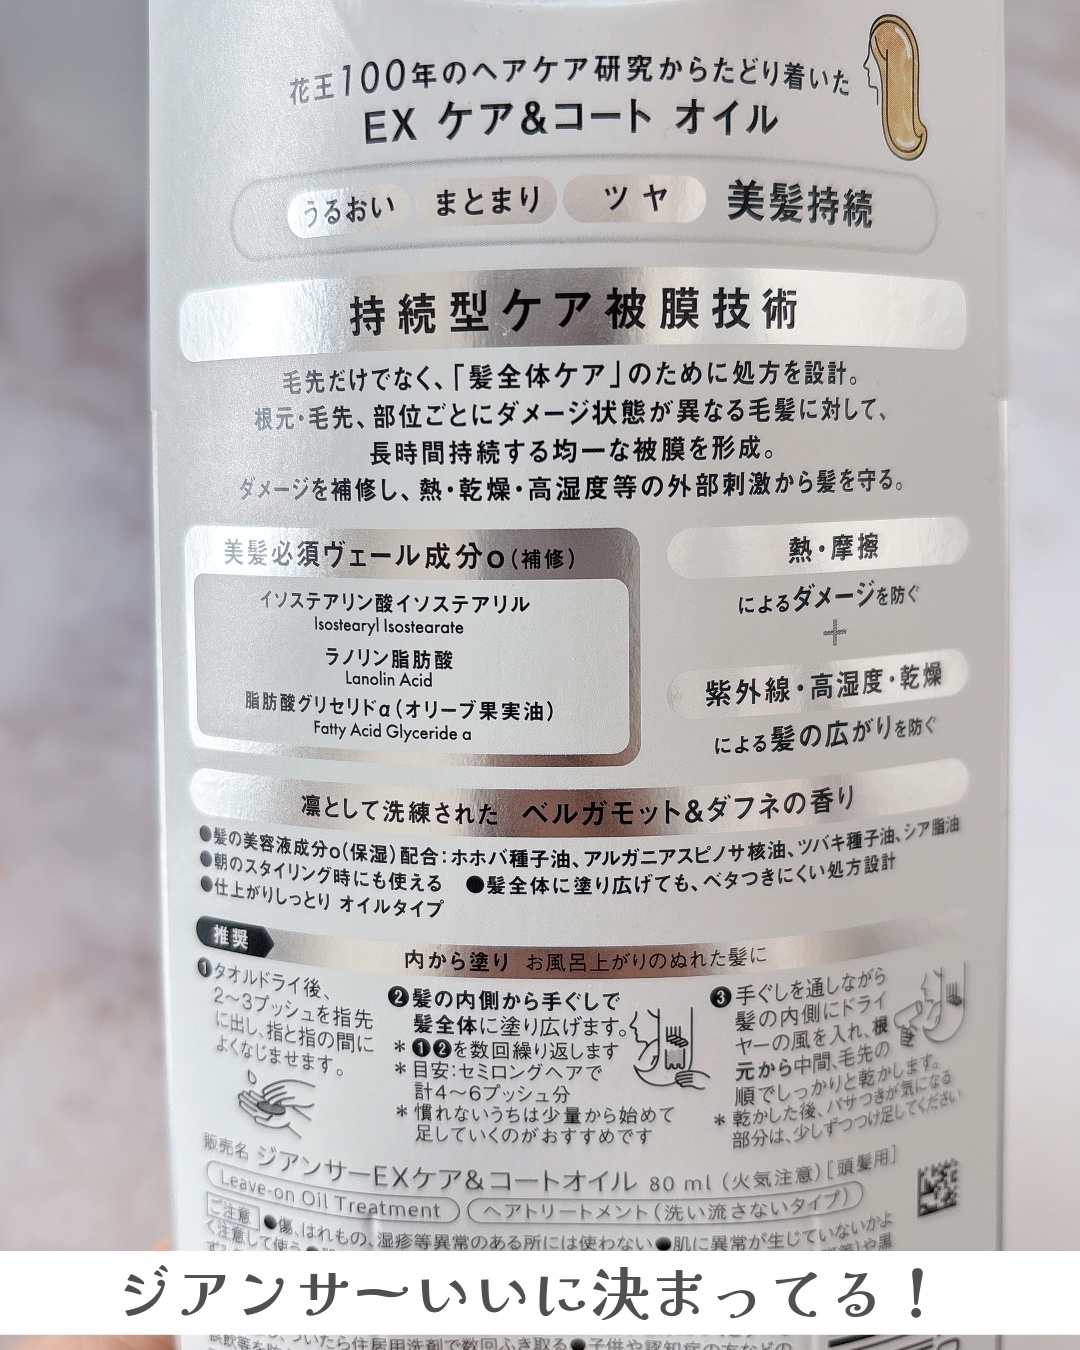 花王100年のヘアケア研究からたどり着いた
EX ケア&コート オイル
うるおい まとまり ツヤ 美髪持続
持続型ケア被膜技術
毛先だけでなく、「髪全体ケア」のために処方を設計。
根元・毛先、部位ごとにダメージ状態が異なる毛髪に対して、
長時間持続する均一な被膜を形成。
ダメージを補修し、熱・乾燥・高湿度等の外部刺激から髪を守る。
美髪必須ヴェール成分o(補修)
イソステアリン酸イソステアリル
Isostearyl Isostearate
ラノリン脂肪酸
Lanolin Acid
脂肪酸グリセリドα(オリーブ果実油)
Fatty Acid Glyceride α
熱・摩擦
によるダメージを防ぐ
+
紫外線・高湿度・乾燥
による髪の広がりを防ぐ
凛として洗練された ベルガモット&ダフネの香り
●髪の美容液成分o(保湿)配合:ホホバ種子油、アルガニアスピノサ核油、ツバキ種子油、シア脂油
●朝のスタイリング時にも使える ●髪全体に塗り広げても、ベタつきにくい処方設計
●仕上がりしっとり オイルタイプ
推奨
内から塗り お風呂上がりのぬれた髪に
❶タオルドライ後、
2〜3プッシュを指先
に出し、指と指の間に
よくなじませます。
❷髪の内側から手ぐしで
髪全体に塗り広げます。
*❶❷を数回繰り返します
*目安:セミロングヘアで
計4〜6プッシュ分
*慣れないうちは少量から始めて
足していくのがおすすめです
❸手ぐしを通しながら
髪の内側にドライ
ヤーの風を入れ、根
元から中間、毛先の
順でしっかりと乾かします。
*乾かした後、パサつきが気になる
部分は、少しずつつけ足してください
販売名 ジアンサーEXケア&コートオイル 80 ml(火気注意)[頭髪用]
Leave-on Oil Treatment ヘアトリートメント(洗い流さないタイプ)
ご注意 ●傷、はれもの、湿疹等異常のある所には使わない●肌に異常が生じていないかよ
く注意して使う
ジアンサ〜いいに決まってる!
ついたら住居用洗剤で数回ふき取る●子供や認知症の方などの